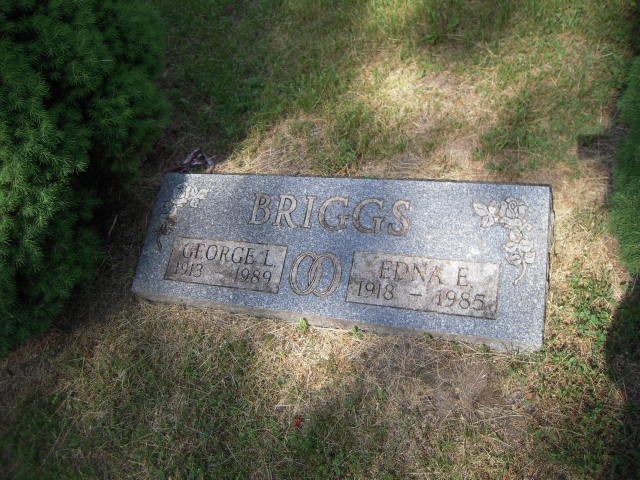 BRIGGS
GEORGE L.
1913 - 1989
EDNA E.
1918 - 1985